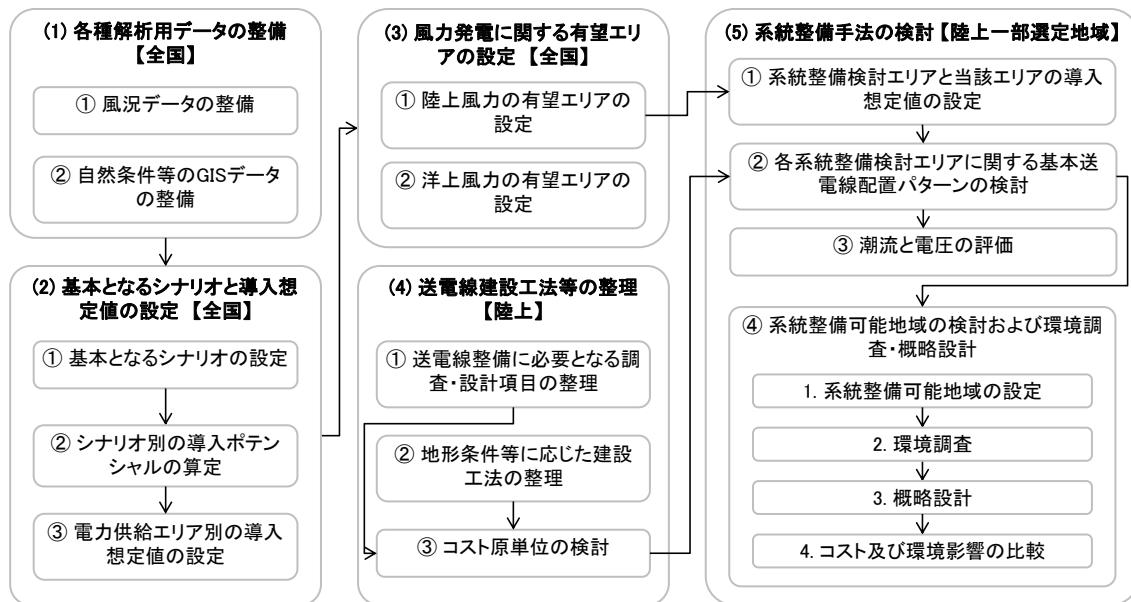 (1) 各種解析用データの整備
【全国】
① 風況データの整備
② 自然条件等のGISデータ
の整備
(2) 基本となるシナリオと導入想
定値の設定 【全国】
① 基本となるシナリオの設定
② シナリオ別の導入ポテン
シャルの算定
③ 電力供給エリア別の導入
想定値の設定
(3) 風力発電に関する有望エリ
アの設定 【全国】
① 陸上風力の有望エリアの
設定
② 洋上風力の有望エリアの
設定
(4) 送電線建設工法等の整理
【陸上】
① 送電線整備に必要となる調
査・設計項目の整理
② 地形条件等に応じた建設
工法の整理
③ コスト原単位の検討
(5) 系統整備手法の検討【陸上一部選定地域】
① 系統整備検討エリアと当該エリアの導入
想定値の設定
② 各系統整備検討エリアに関する基本送
電線配置パターンの検討
③ 潮流と電圧の評価
④ 系統整備可能地域の検討および環境調
査・概略設計
1. 系統整備可能地域の設定
2. 環境調査
3. 概略設計
4. コスト及び環境影響の比較